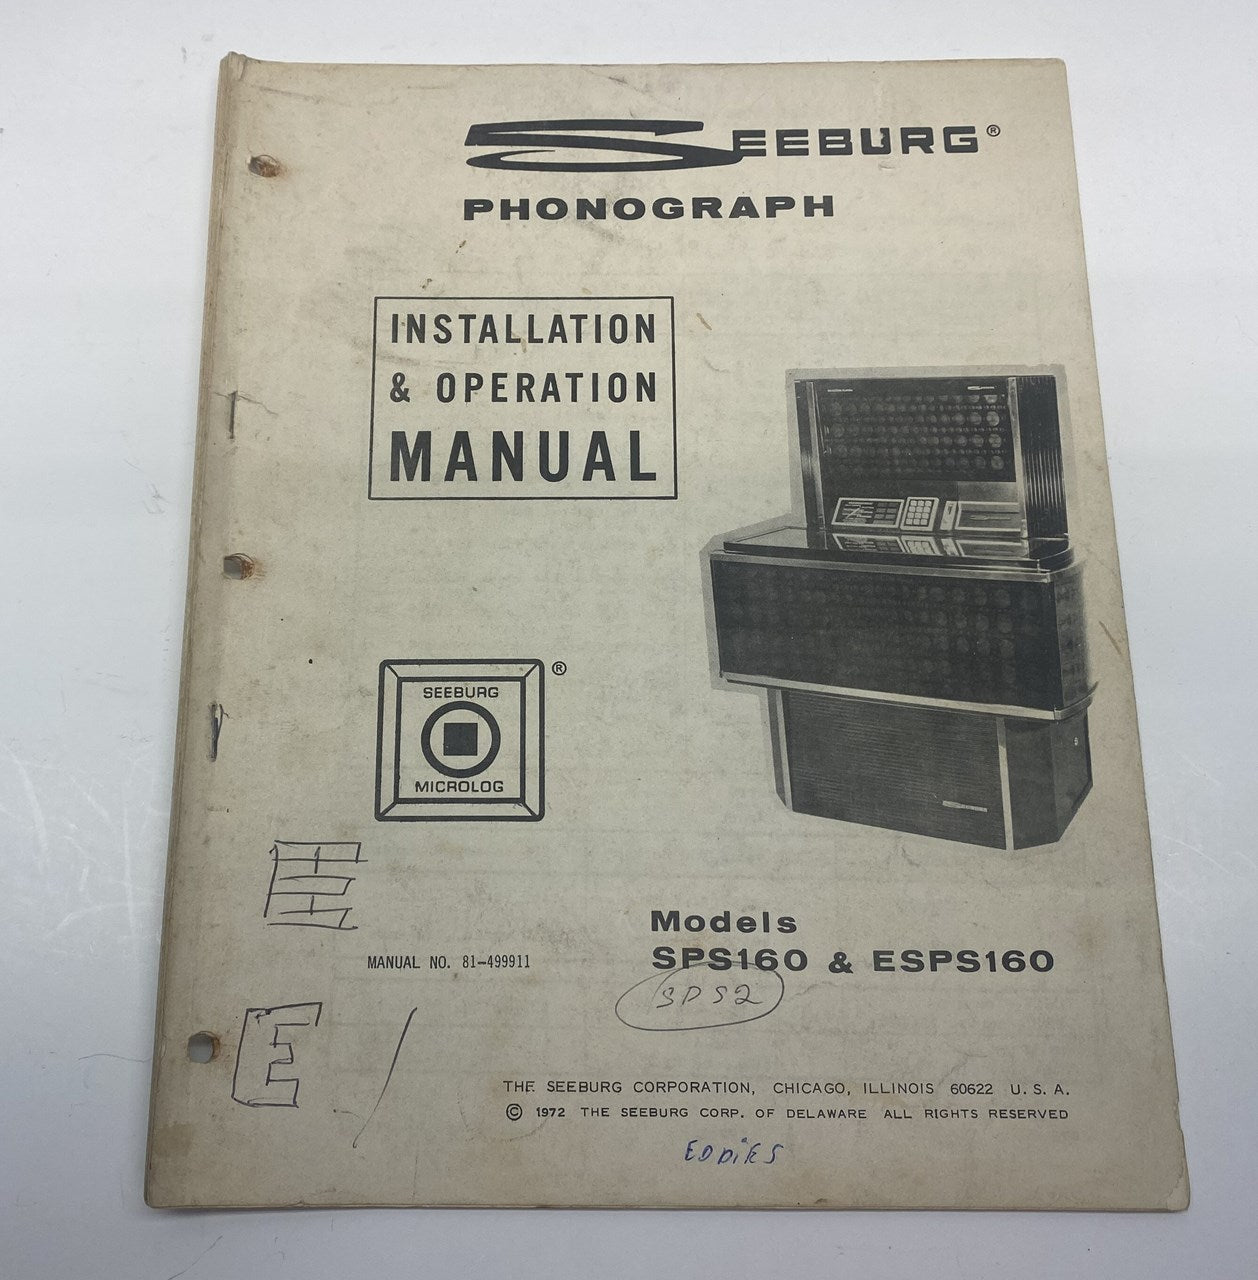 SEEBURG®
PHONOGRAPH
INSTALLATION
& OPERATION
MANUAL
SEEBURG
®
MICROLOG
Models
SPS160 & ESPS160
MANUAL NO. 81-499911
SPS2
E
THE SEEBURG CORPORATION, CHICAGO, ILLINOIS 60622 U. S. A.
© 1972 THE SEEBURG CORP. OF DELAWARE ALL RIGHTS RESERVED
EDDiES